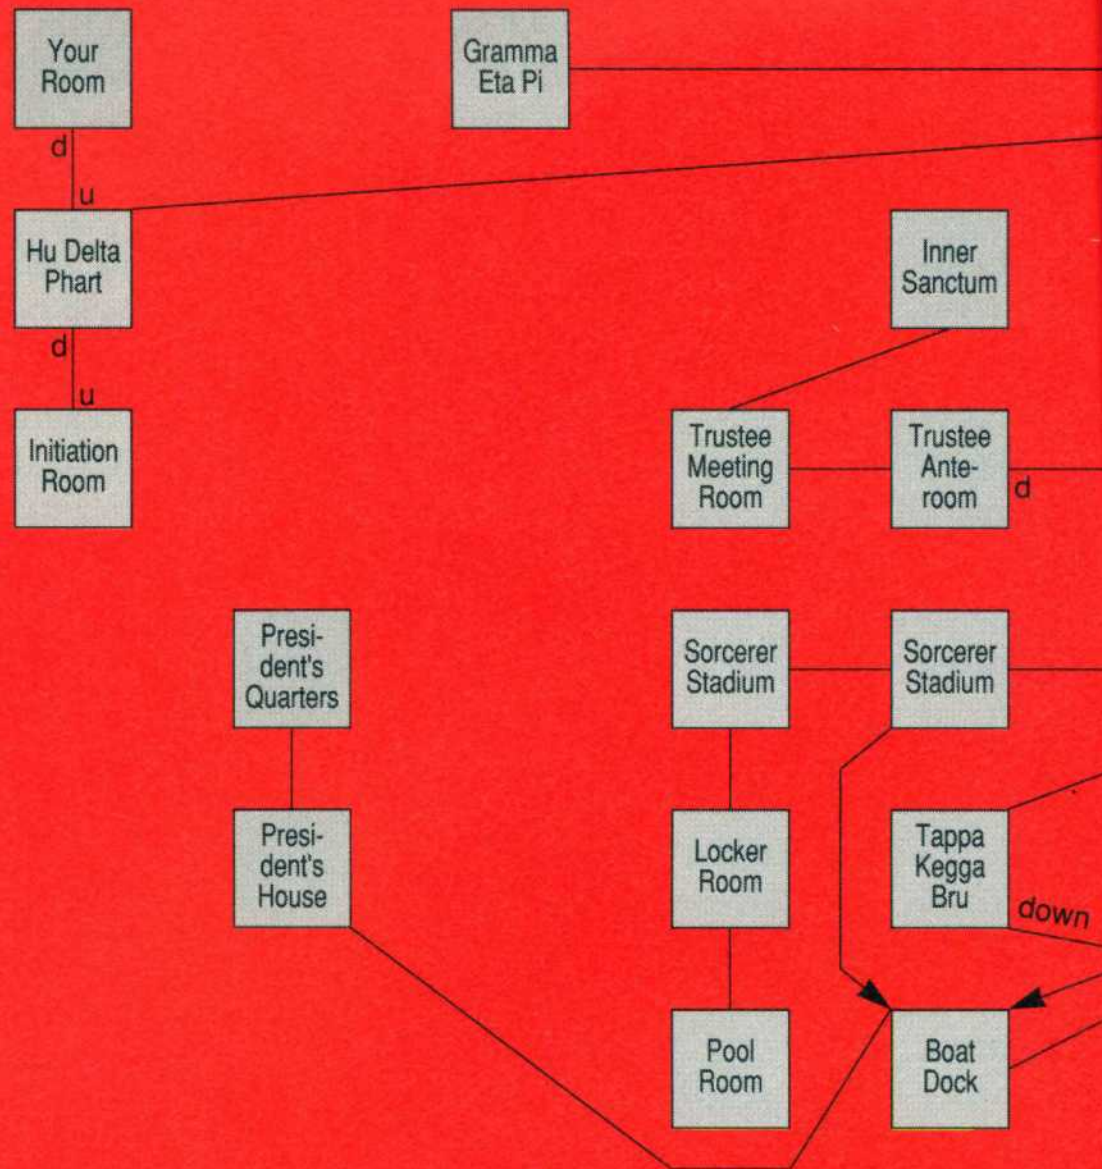 Your
Room
Gramma
Eta Pi
d
u
Hu Delta
Phart
Inner
Sanctum
d
u
Initiation
Room
Trustee
Meeting
Room
Trustee
Ante-
room
d
Presi-
dent's
Quarters
Sorcerer
Stadium
Sorcerer
Stadium
Presi-
dent's
House
Locker
Room
Tappa
Kegga
Bru
down
Pool
Room
Boat
Dock